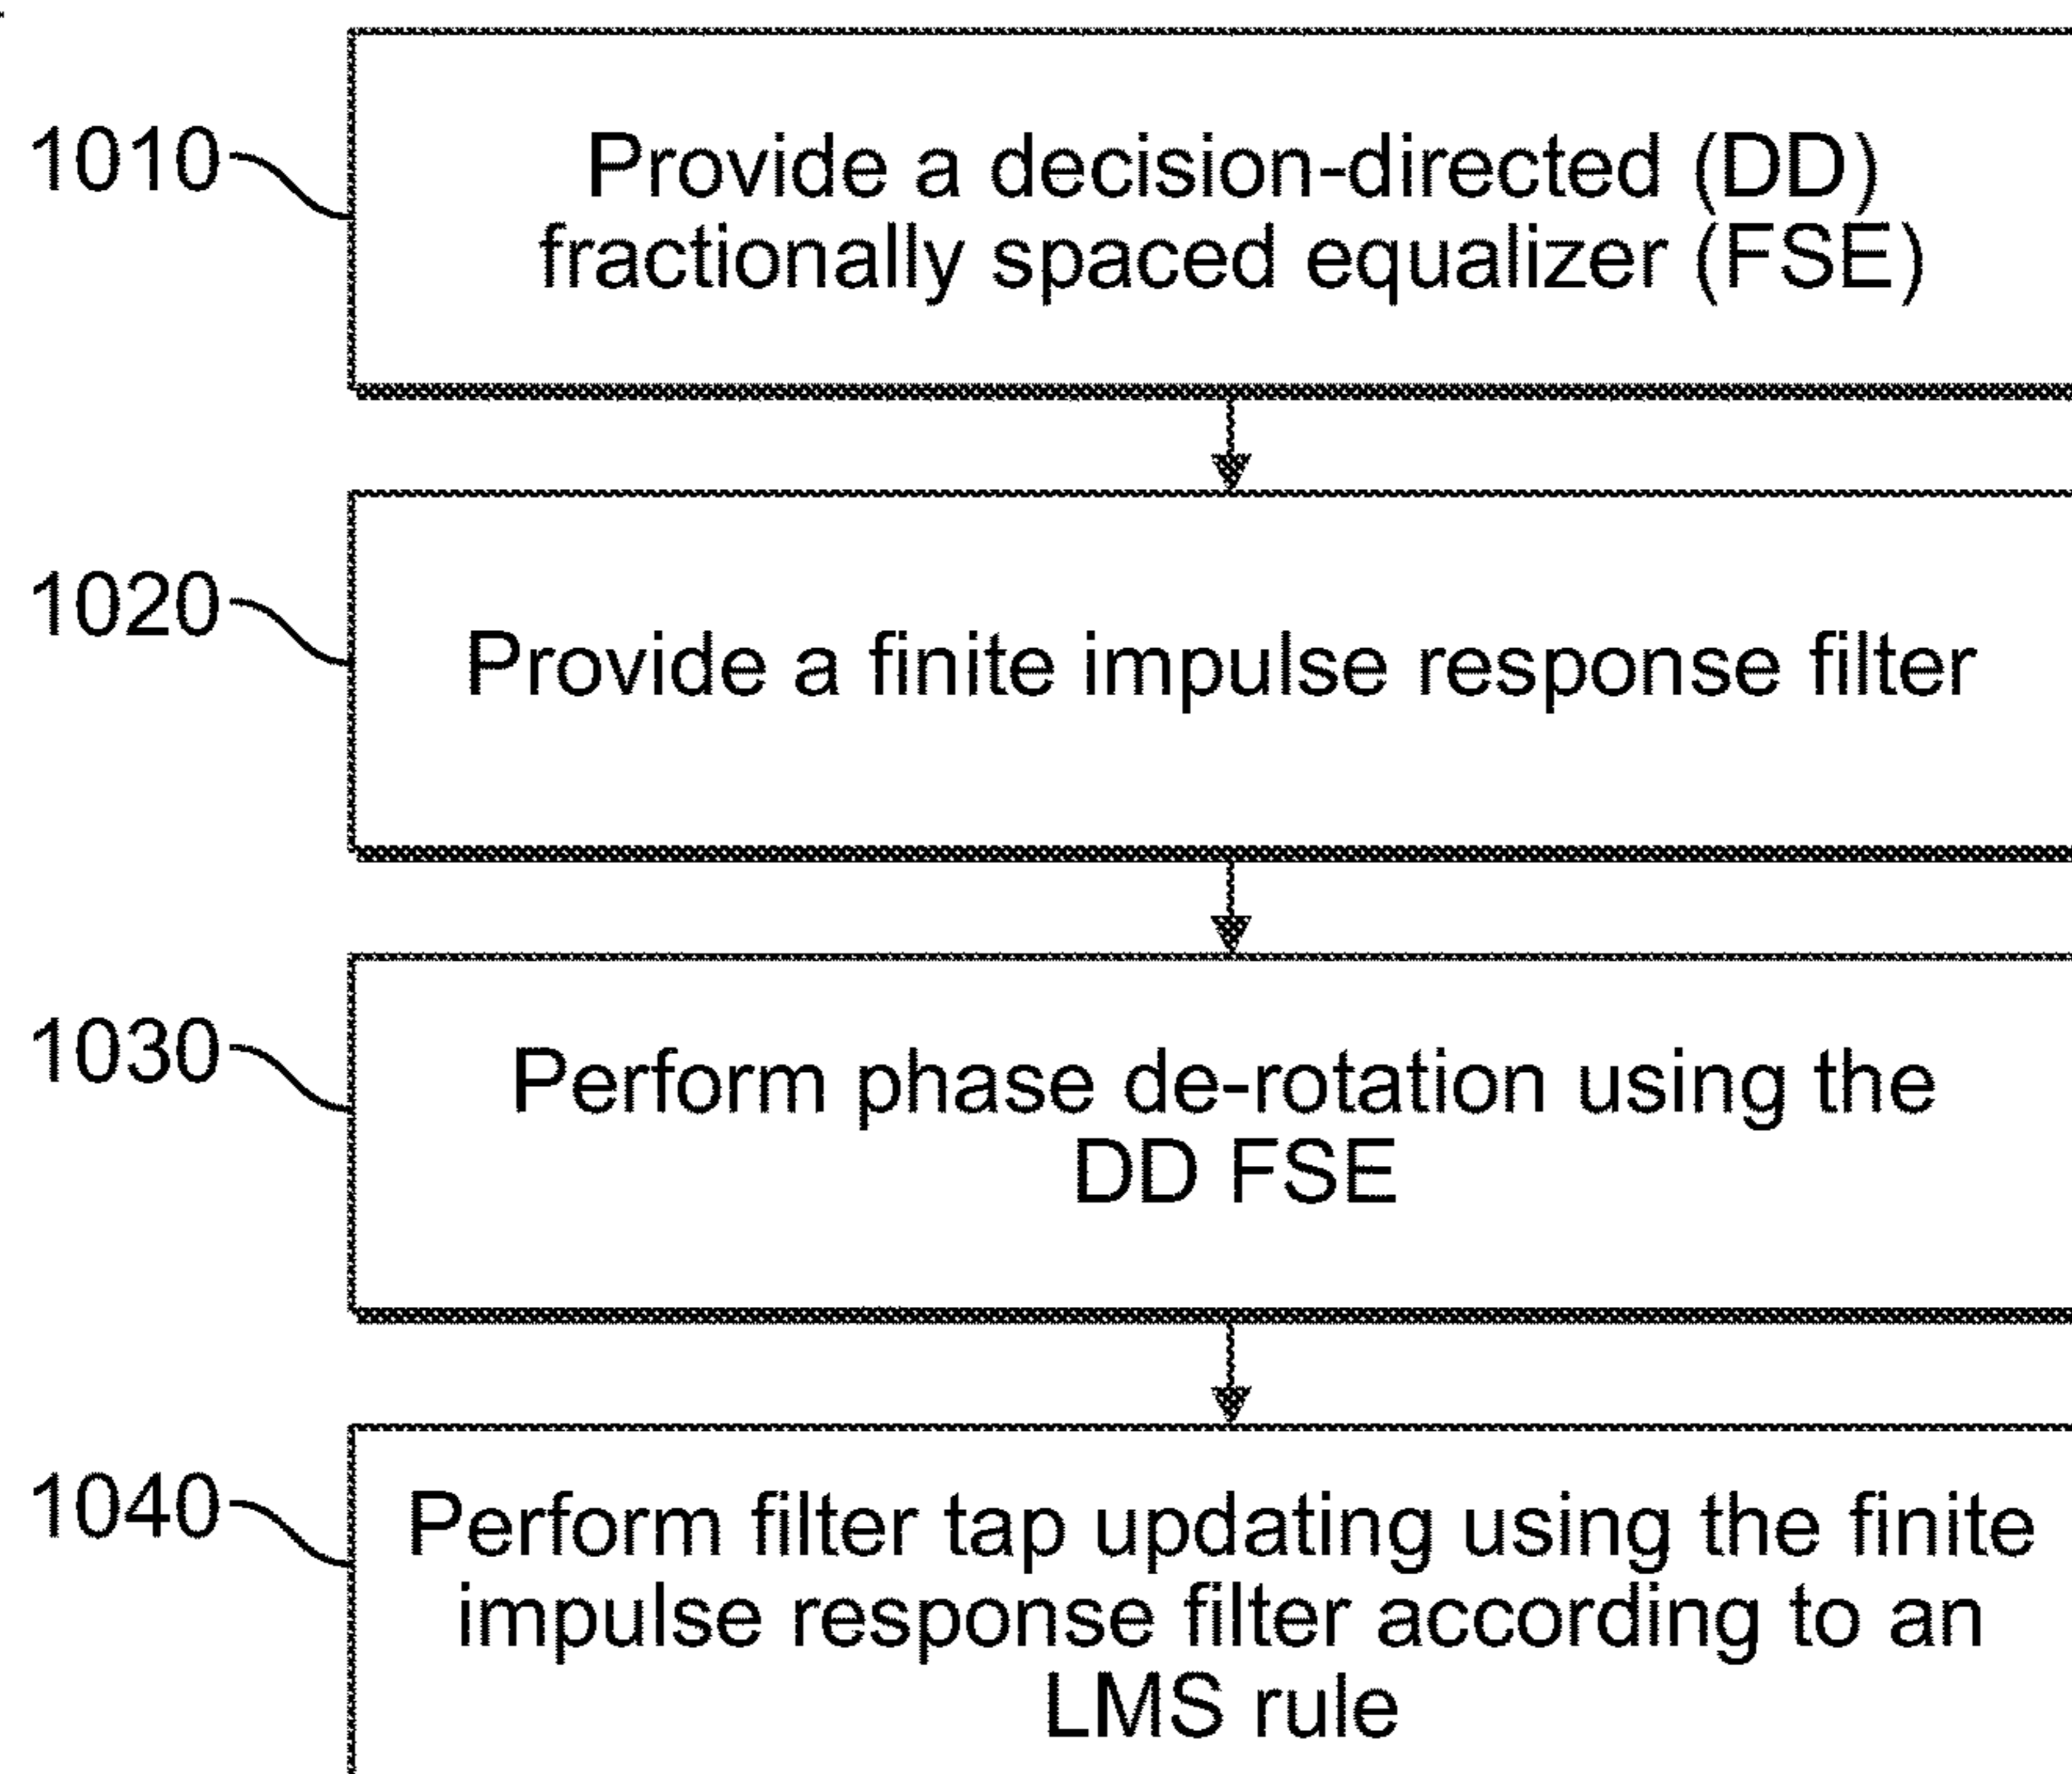 1010
Provide a decision-directed (DD)
fractionally spaced equalizer (FSE)
1020
Provide a finite impulse response filter
1030
Perform phase de-rotation using the
DD FSE
1040
Perform filter tap updating using the finite
impulse response filter according to an
LMS rule